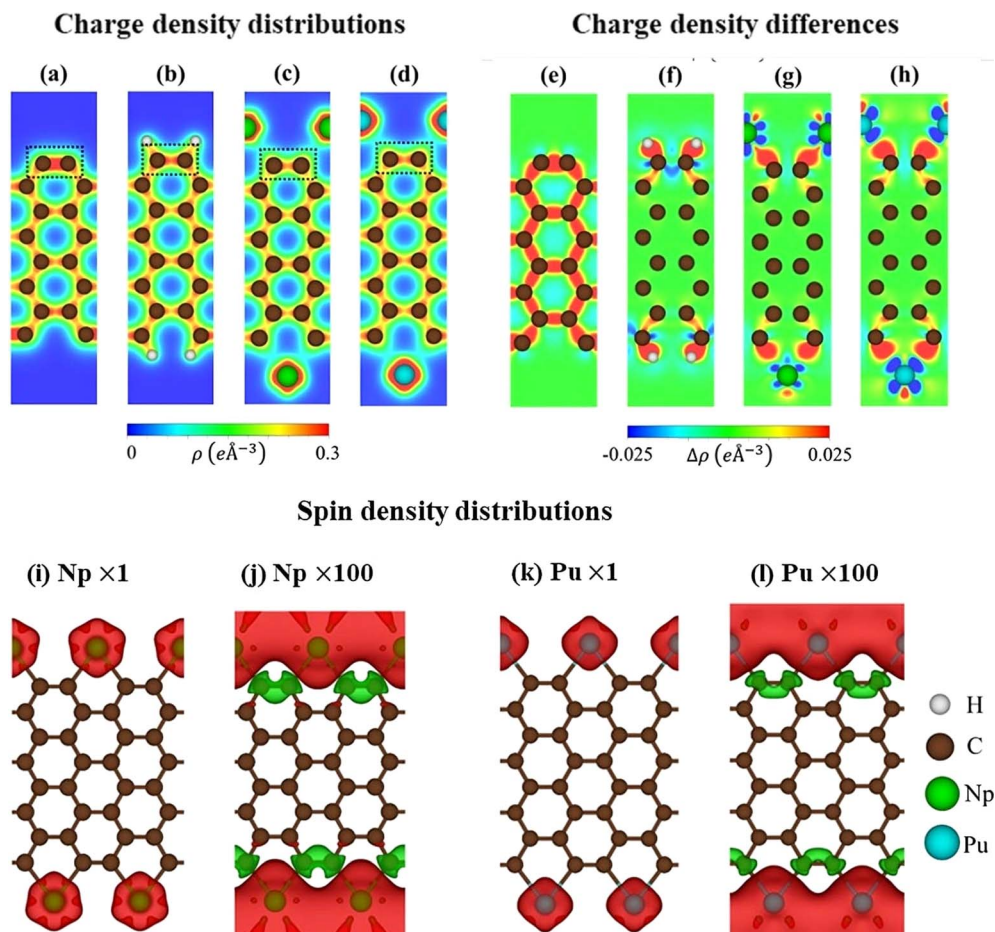 Charge density distributions
Charge density differences
(a) (b) (c) (d)
(e) (f) (g) (h)
0 ρ (eÅ⁻³) 0.3
-0.025 Δρ (eÅ⁻³) 0.025
Spin density distributions
(i) Np ×1
(j) Np ×100
(k) Pu ×1
(l) Pu ×100
H
C
Np
Pu